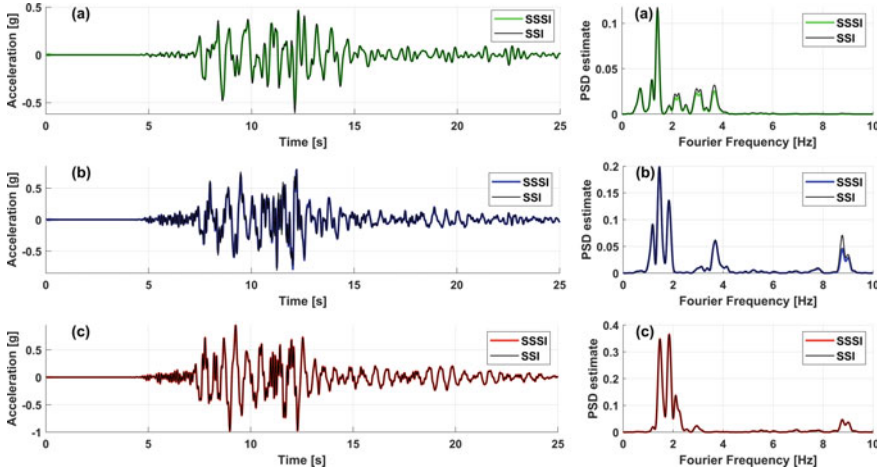 (a)
SSSI
SSI
Acceleration [g]
0.5
0
-0.5
0 5 10 15 20 25
Time [s]
(a)
SSSI
SSI
PSD estimate
0.1
0.05
0
0 2 4 6 8 10
Fourier Frequency [Hz]
(b)
SSSI
SSI
Acceleration [g]
0.5
0
-0.5
0 5 10 15 20 25
Time [s]
(b)
SSSI
SSI
PSD estimate
0.2
0.15
0.1
0.05
0
0 2 4 6 8 10
Fourier Frequency [Hz]
(c)
SSSI
SSI
Acceleration [g]
0.5
0
-0.5
-1
0 5 10 15 20 25
Time [s]
(c)
SSSI
SSI
PSD estimate
0.4
0.3
0.2
0.1
0
0 2 4 6 8 10
Fourier Frequency [Hz]